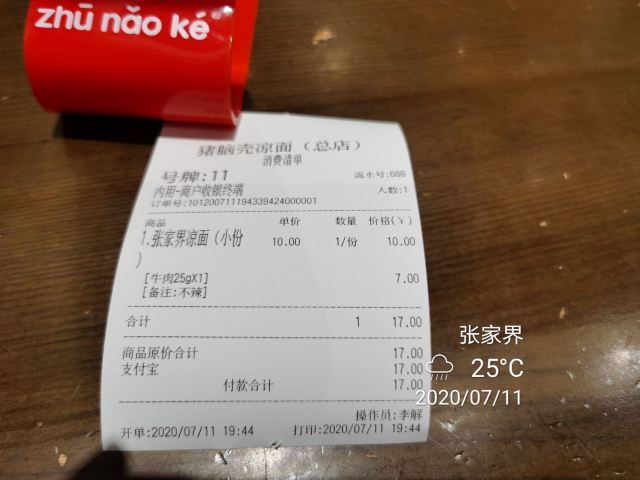 zhū nǎo ké
猪脑壳凉面（总店）
消费清单
号牌:11 流水号:688
内用-商户收银终端 人数:1
订单号:101200711194339424000001
商品 单价 数量 价格(¥)
1.张家界凉面（小份 10.00 1/份 10.00
）
[牛肉25gX1] 7.00
[备注:不辣]
合计 1 17.00
商品原价合计 17.00
支付宝 17.00
付款合计 17.00
操作员:李解
开单:2020/07/11 19:44 打印:2020/07/11 19:44
张家界
25°C
2020/07/11